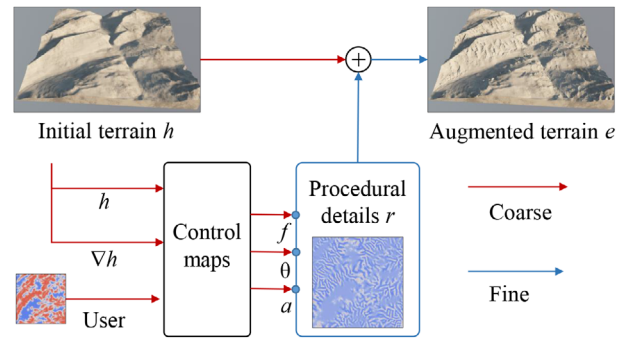 Initial terrain h
Augmented terrain e
h
∇h
User
Control
maps
f
θ
a
Procedural
details r
Coarse
Fine